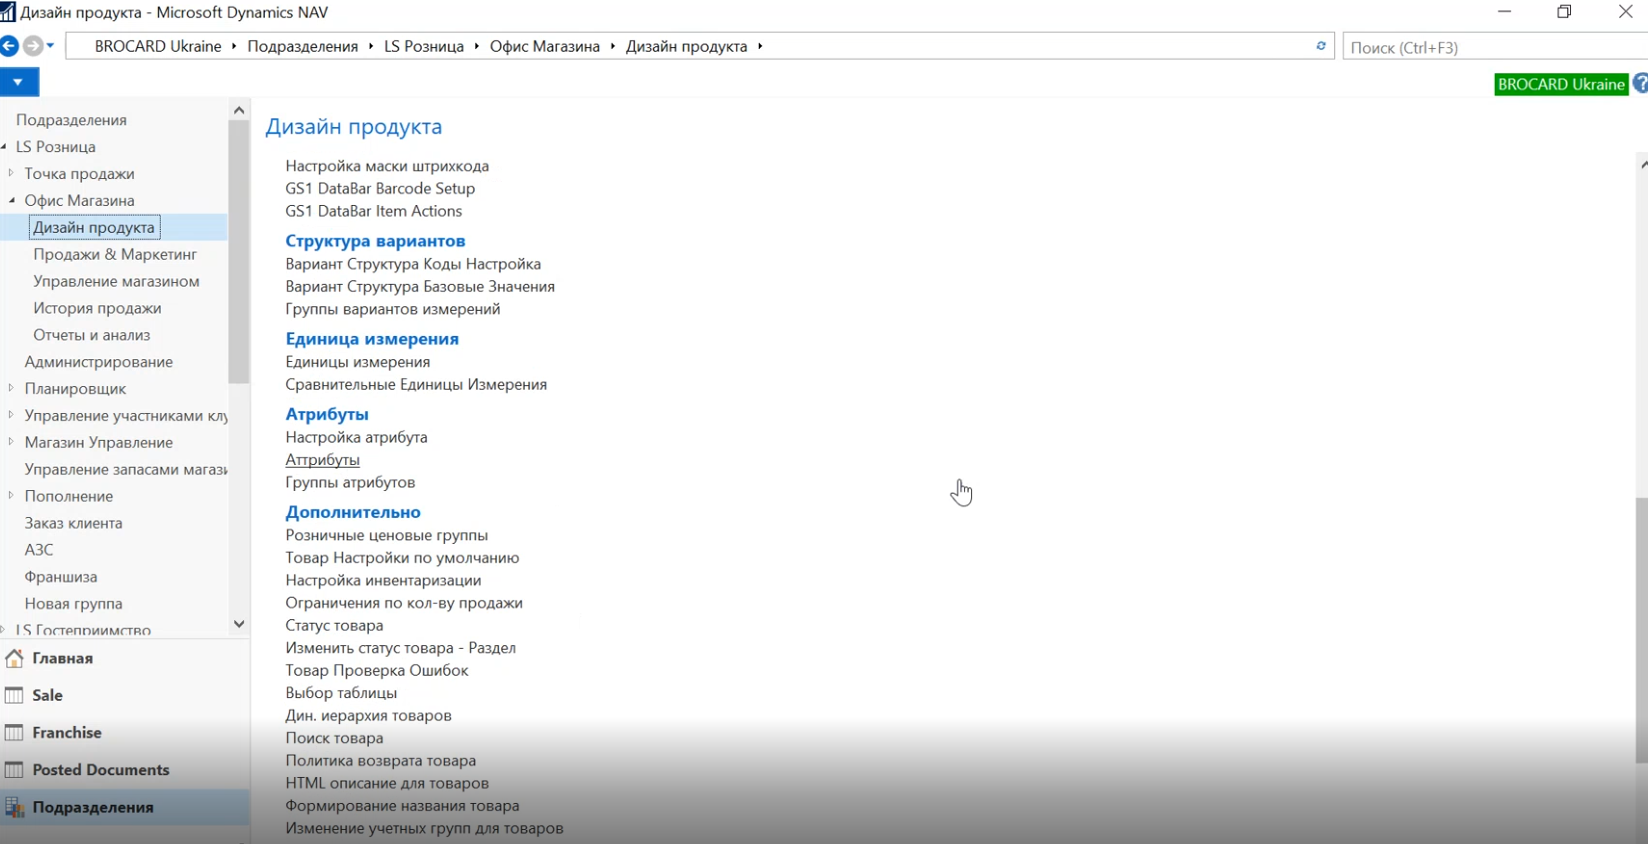 Дизайн продукта - Microsoft Dynamics NAV
BROCARD Ukraine
Подразделения
LS Розница
Офис Магазина
Дизайн продукта
Поиск (Ctrl+F3)
BROCARD Ukraine
?
Подразделения
LS Розница
Точка продажи
Офис Магазина
Дизайн продукта
Продажи & Маркетинг
Управление магазином
История продажи
Отчеты и анализ
Администрирование
Планировщик
Управление участниками клу
Магазин Управление
Управление запасами магази
Пополнение
Заказ клиента
АЗС
Франшиза
Новая группа
LS Гостеприимство
Главная
Sale
Franchise
Posted Documents
Подразделения
Дизайн продукта
Настройка маски штрихкода
GS1 DataBar Barcode Setup
GS1 DataBar Item Actions
Структура вариантов
Вариант Структура Коды Настройка
Вариант Структура Базовые Значения
Группы вариантов измерений
Единица измерения
Единицы измерения
Сравнительные Единицы Измерения
Атрибуты
Настройка атрибута
Аттрибуты
Группы атрибутов
Дополнительно
Розничные ценовые группы
Товар Настройки по умолчанию
Настройка инвентаризации
Ограничения по кол-ву продажи
Статус товара
Изменить статус товара - Раздел
Товар Проверка Ошибок
Выбор таблицы
Дин. иерархия товаров
Поиск товара
Политика возврата товара
HTML описание для товаров
Формирование названия товара
Изменение учетных групп для товаров